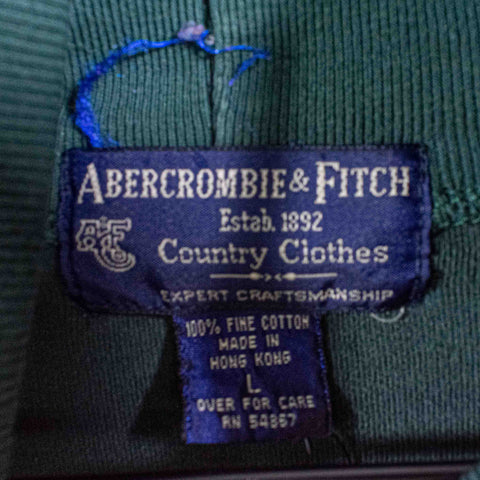 ABERCROMBIE & FITCH
Estab. 1892
A&F
Country Clothes
EXPERT CRAFTSMANSHIP
100% FINE COTTON
MADE IN
HONG KONG
L
OVER FOR CARE
RN 54867